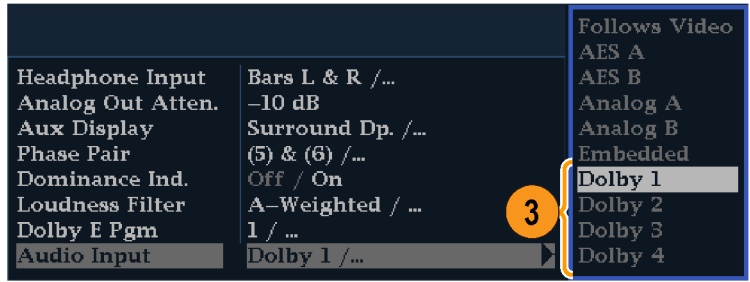 Headphone Input Bars L & R /...
Analog Out Atten. –10 dB
Aux Display Surround Dp. /...
Phase Pair (5) & (6) /...
Dominance Ind. Off / On
Loudness Filter A–Weighted / ...
Dolby E Pgm 1 / ...
Audio Input Dolby 1 /...
3
Follows Video
AES A
AES B
Analog A
Analog B
Embedded
Dolby 1
Dolby 2
Dolby 3
Dolby 4